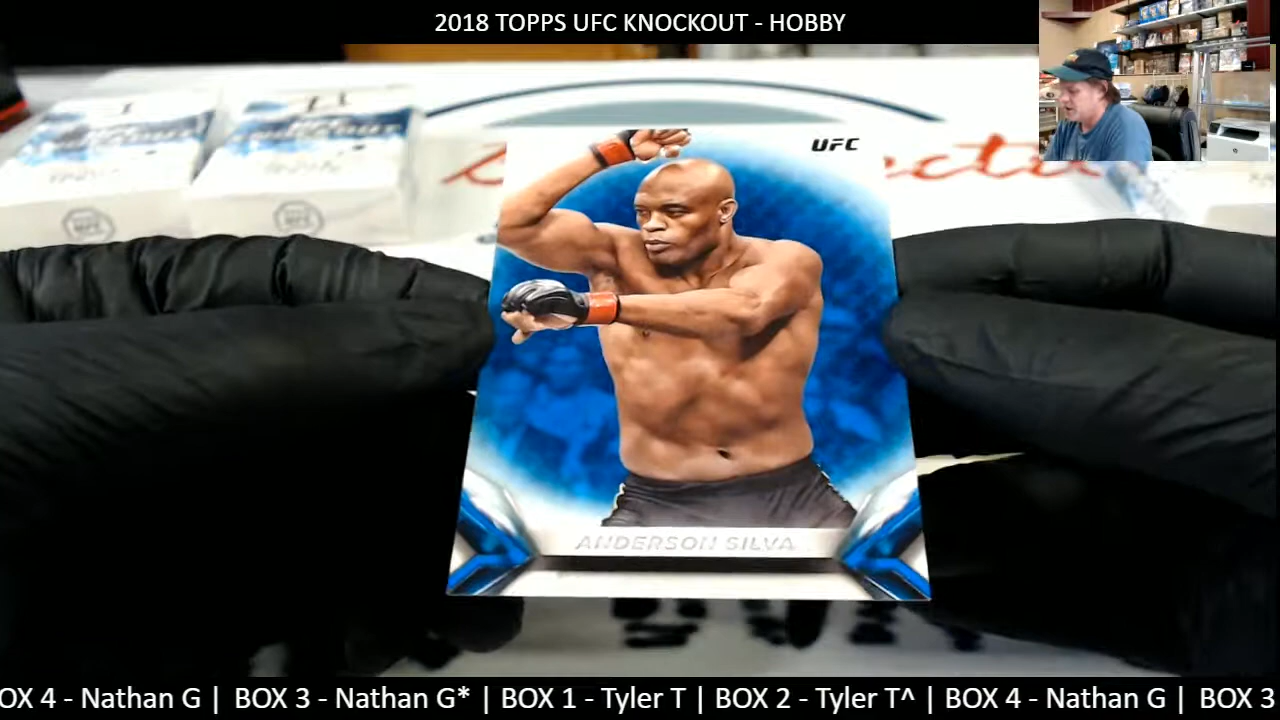 2018 TOPPS UFC KNOCKOUT - HOBBY
UFC
ANDERSON SILVA
OX 4 - Nathan G | BOX 3 - Nathan G* | BOX 1 - Tyler T | BOX 2 - Tyler T^ | BOX 4 - Nathan G | BOX 3